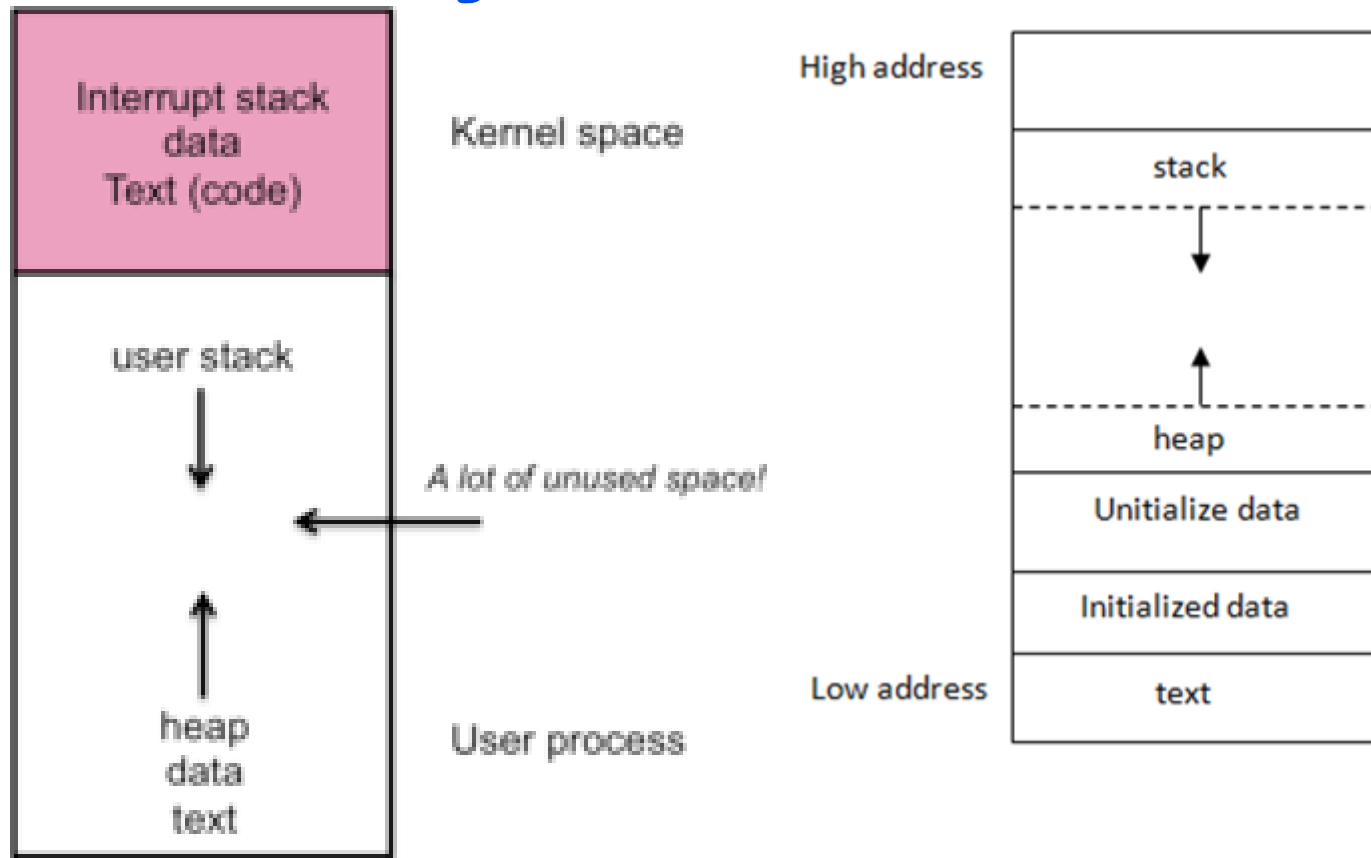 Interrupt stack
data
Text (code)
Kernel space
user stack
A lot of unused space!
heap
data
text
User process
High address
stack
heap
Unitialize data
Initialized data
Low address
text